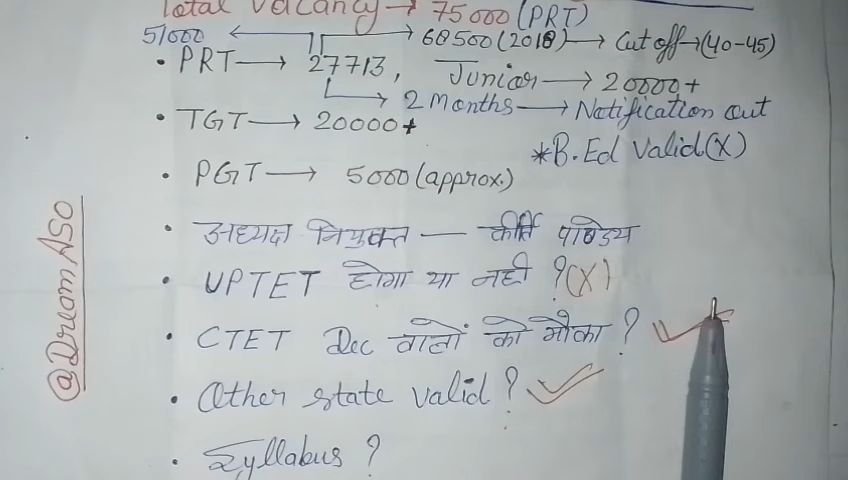 Total Vacancy → 75000 (PRT)
51000 ← → 68500 (2018) → Cut off → (40-45)
• PRT → 27713, Junior → 20000+
→ 2 Months → Notification out
• TGT → 20000+
*B.Ed Valid (X)
• PGT → 5000 (approx.)
• अध्यक्ष नियुक्त — कीर्ति पाण्डेय
• UPTET होगा या नही ? (X)
• CTET Dec वालों को मौका ? ✓
• Other state valid ? ✓
• Syllabus ?
@DreamASO